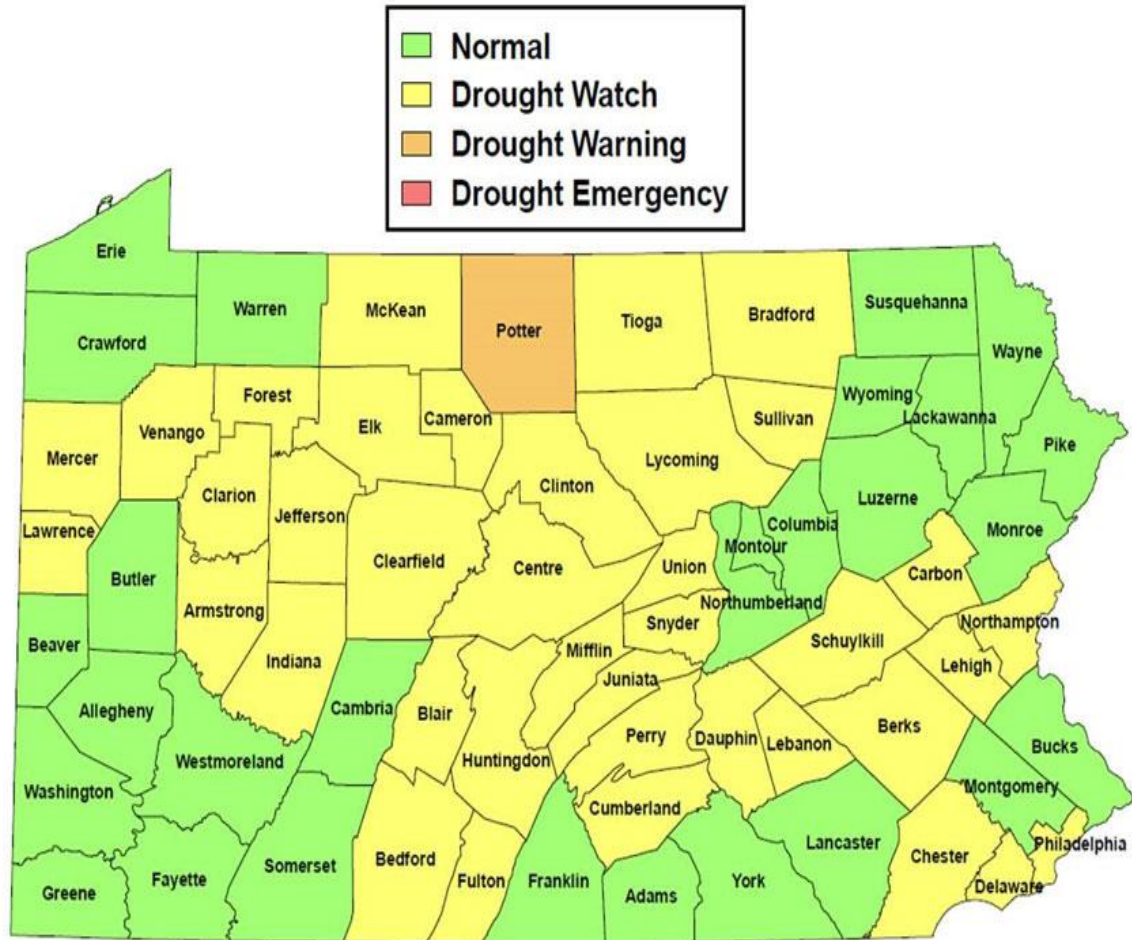 Normal
Drought Watch
Drought Warning
Drought Emergency
Erie
Warren
McKean
Potter
Tioga
Bradford
Susquehanna
Wayne
Crawford
Forest
Wyoming
Lackawanna
Venango
Elk
Cameron
Sullivan
Pike
Mercer
Lycoming
Clarion
Clinton
Luzerne
Jefferson
Columbia
Monroe
Lawrence
Montour
Butler
Clearfield
Centre
Union
Carbon
Armstrong
Northumberland
Northampton
Beaver
Snyder
Schuylkill
Indiana
Mifflin
Lehigh
Juniata
Allegheny
Cambria
Blair
Berks
Westmoreland
Huntingdon
Perry
Dauphin
Lebanon
Bucks
Washington
Montgomery
Cumberland
Lancaster
Philadelphia
Bedford
Chester
Somerset
Greene
Fayette
Fulton
Franklin
Adams
York
Delaware